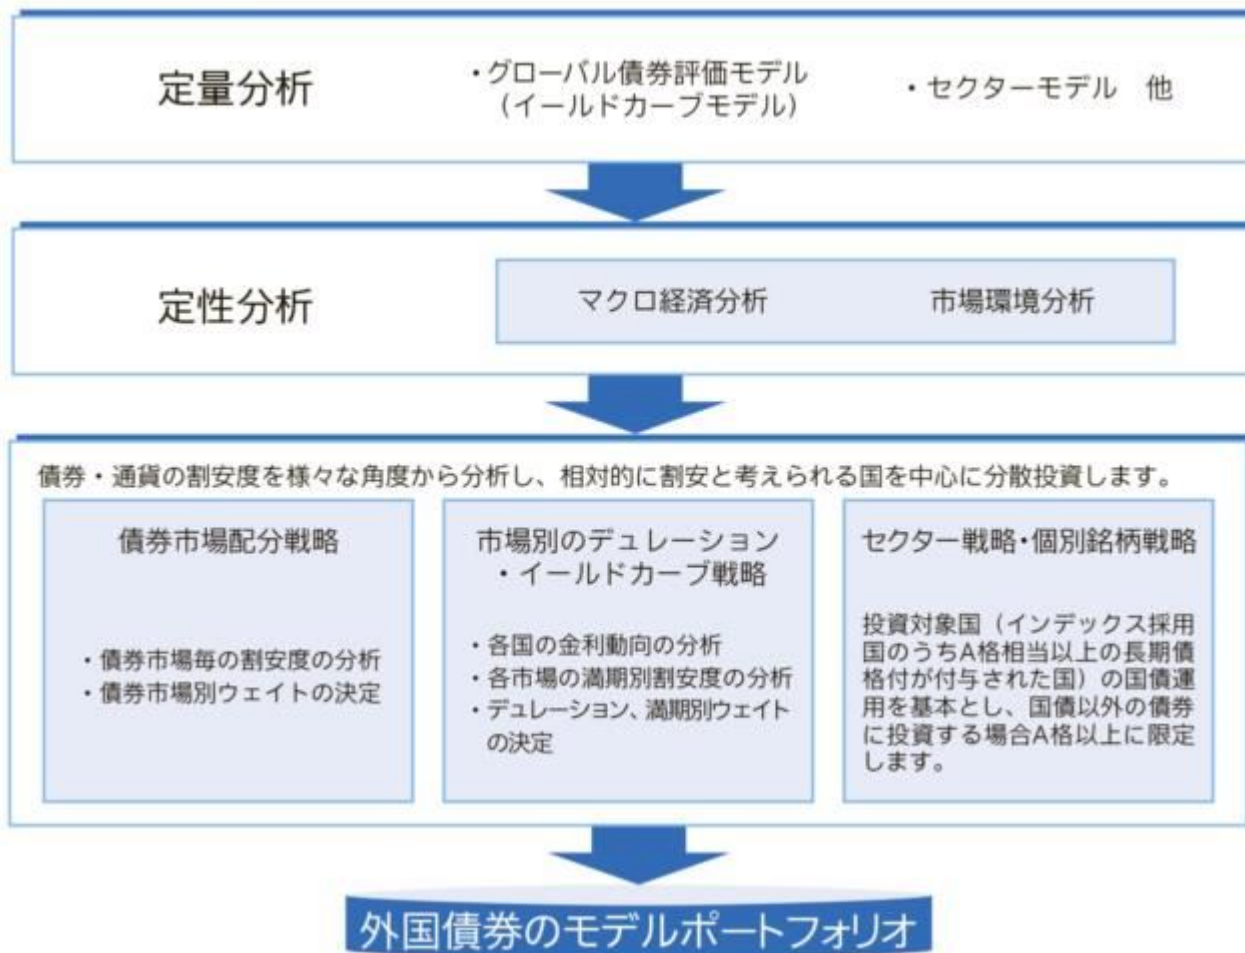 定量分析
・グローバル債券評価モデル
（イールドカーブモデル）
・セクターモデル　他
定性分析
マクロ経済分析
市場環境分析
債券・通貨の割安度を様々な角度から分析し、相対的に割安と考えられる国を中心に分散投資します。
債券市場配分戦略
・債券市場毎の割安度の分析
・債券市場別ウェイトの決定
市場別のデュレーション
・イールドカーブ戦略
・各国の金利動向の分析
・各市場の満期別割安度の分析
・デュレーション、満期別ウェイト
の決定
セクター戦略・個別銘柄戦略
投資対象国（インデックス採用
国のうちA格相当以上の長期債
格付が付与された国）の国債運
用を基本とし、国債以外の債券
に投資する場合A格以上に限定
します。
外国債券のモデルポートフォリオ